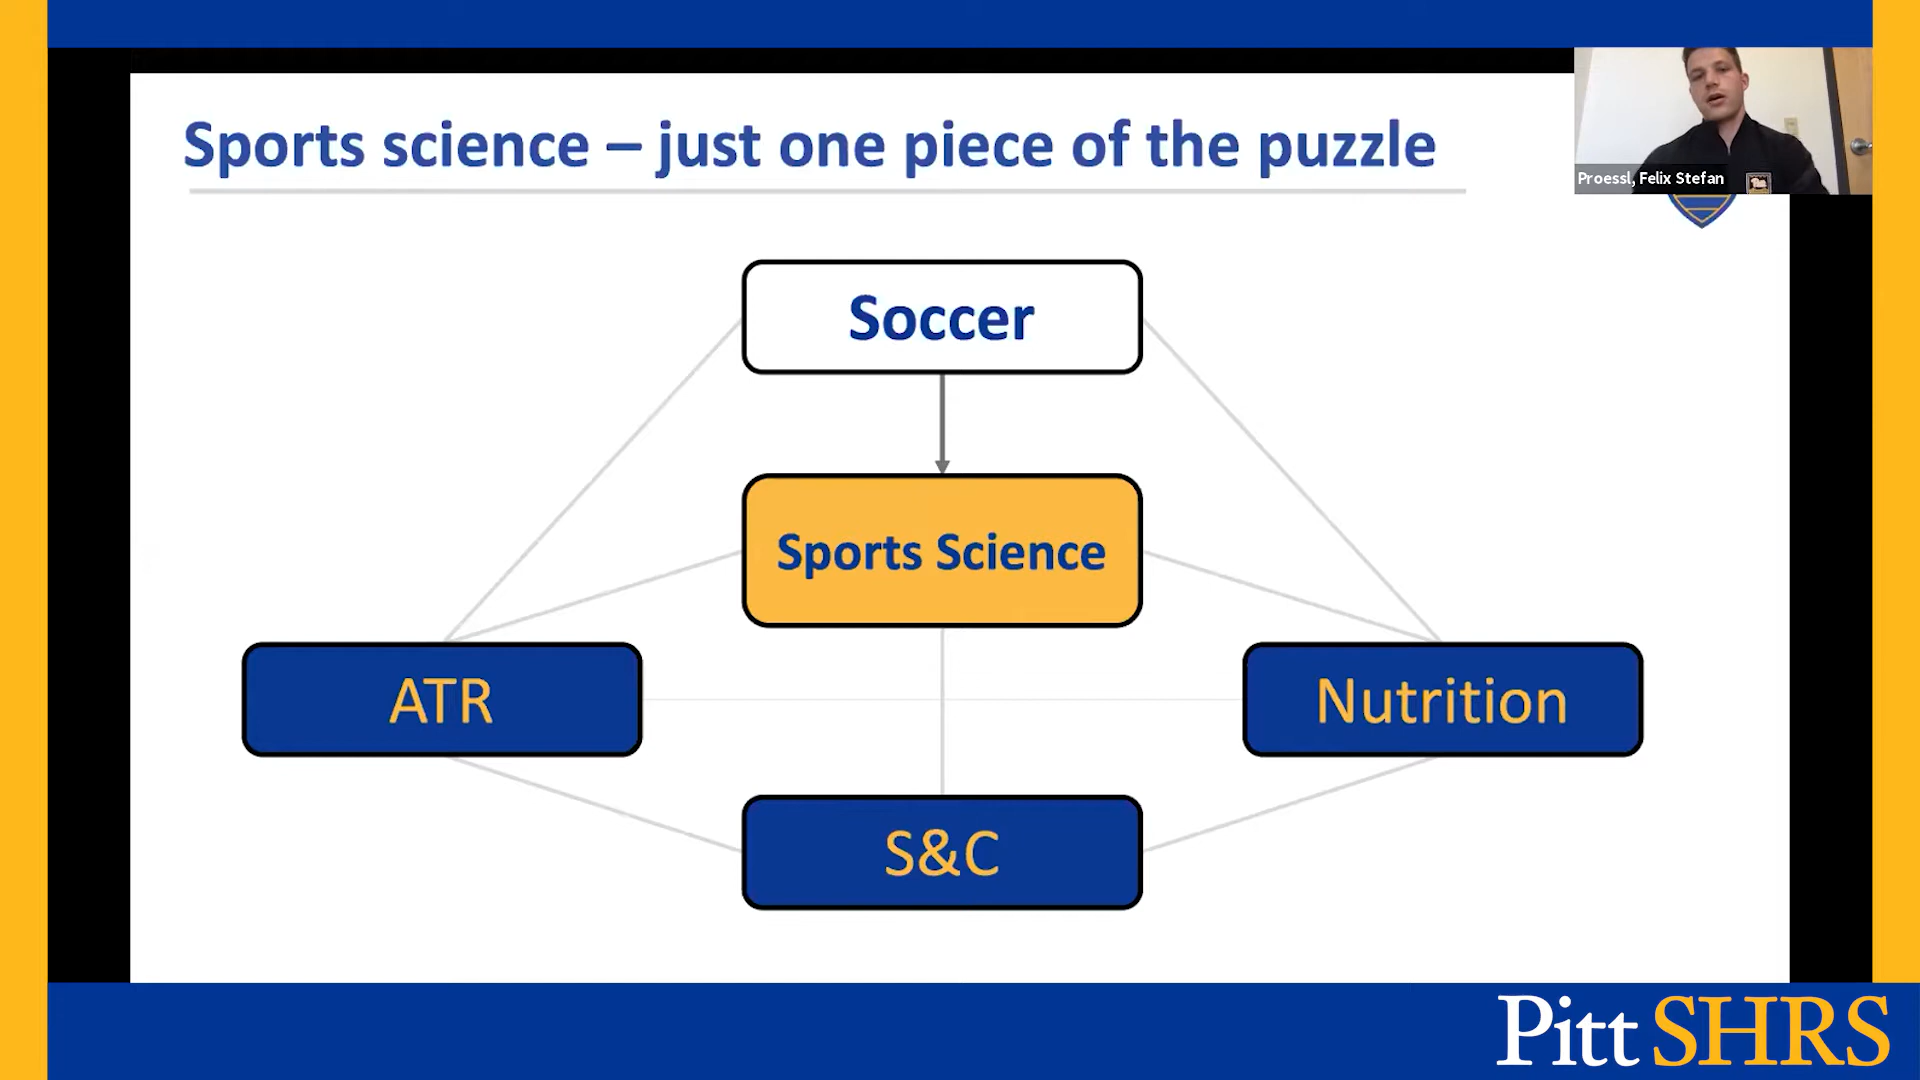 Sports science – just one piece of the puzzle
Proessl, Felix Stefan
Soccer
Sports Science
ATR
Nutrition
S&C
Pitt SHRS